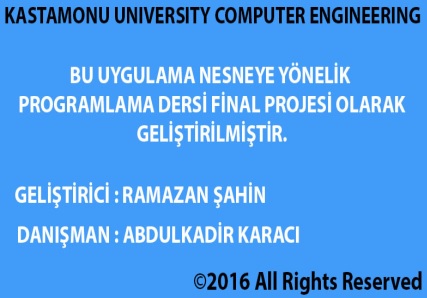 KASTAMONU UNIVERSITY COMPUTER ENGINEERING
BU UYGULAMA NESNEYE YÖNELİK
PROGRAMLAMA DERSİ FİNAL PROJESİ OLARAK
GELİŞTİRİLMİŞTİR.
GELİŞTİRİCİ : RAMAZAN ŞAHİN
DANIŞMAN : ABDULKADİR KARACI
©2016 All Rights Reserved